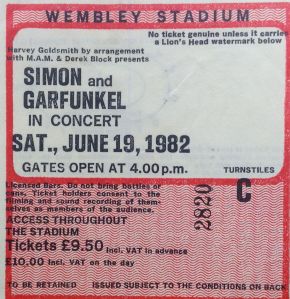 WEMBLEY STADIUM
No ticket genuine unless it carries
a Lion's Head watermark below
Harvey Goldsmith by arrangement
with M.A.M. & Derek Block presents
SIMON and
GARFUNKEL
IN CONCERT
SAT., JUNE 19, 1982
GATES OPEN AT 4.00 p.m.
TURNSTILES
C
2820
Licensed Bars. Do not bring bottles or
cans. Ticket holders consent to the
filming and sound recording of them-
selves as members of the audience.
ACCESS THROUGHOUT
THE STADIUM
Tickets £9.50 incl. VAT in advance
£10.00 incl. VAT on the day
TO BE RETAINED ISSUED SUBJECT TO THE CONDITIONS ON BACK